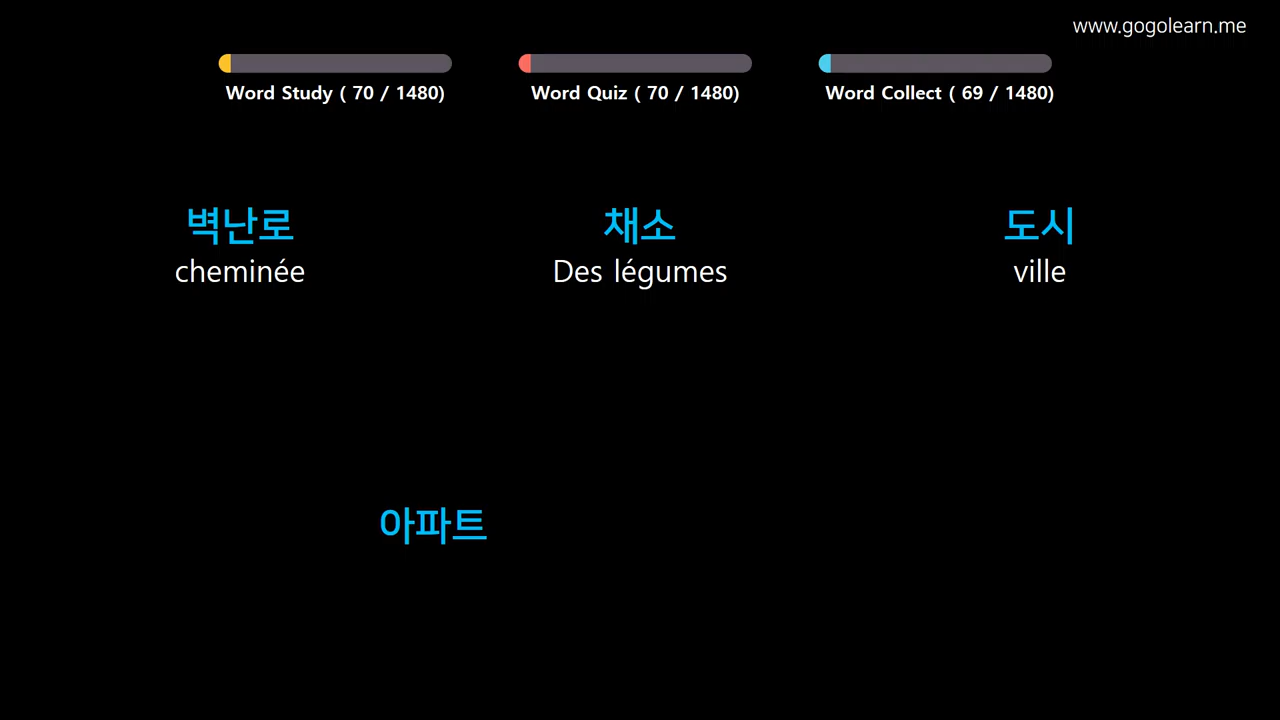 www.gogolearn.me
Word Study ( 70 / 1480)
Word Quiz ( 70 / 1480)
Word Collect ( 69 / 1480)
벽난로
cheminée
채소
Des légumes
도시
ville
아파트